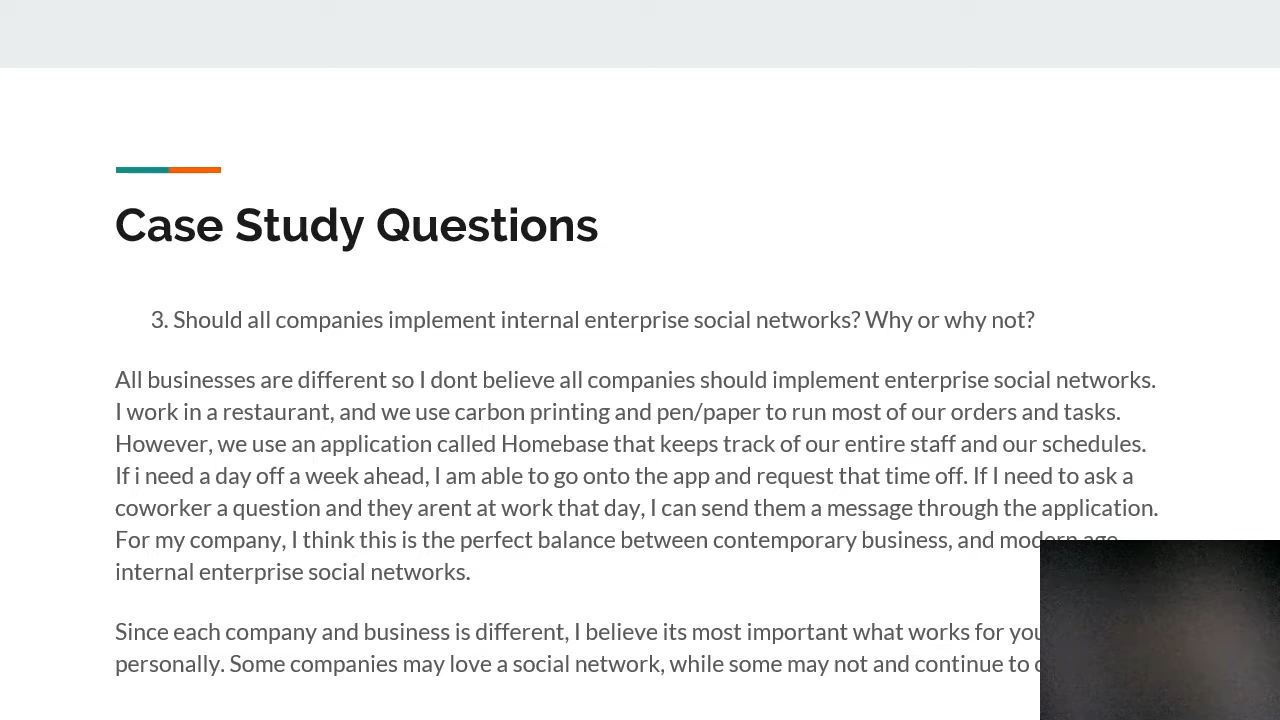 Case Study Questions
3. Should all companies implement internal enterprise social networks? Why or why not?
All businesses are different so I dont believe all companies should implement enterprise social networks.
I work in a restaurant, and we use carbon printing and pen/paper to run most of our orders and tasks.
However, we use an application called Homebase that keeps track of our entire staff and our schedules.
If i need a day off a week ahead, I am able to go onto the app and request that time off. If I need to ask a
coworker a question and they arent at work that day, I can send them a message through the application.
For my company, I think this is the perfect balance between contemporary business, and modern age
internal enterprise social networks.
Since each company and business is different, I believe its most important what works for you
personally. Some companies may love a social network, while some may not and continue to